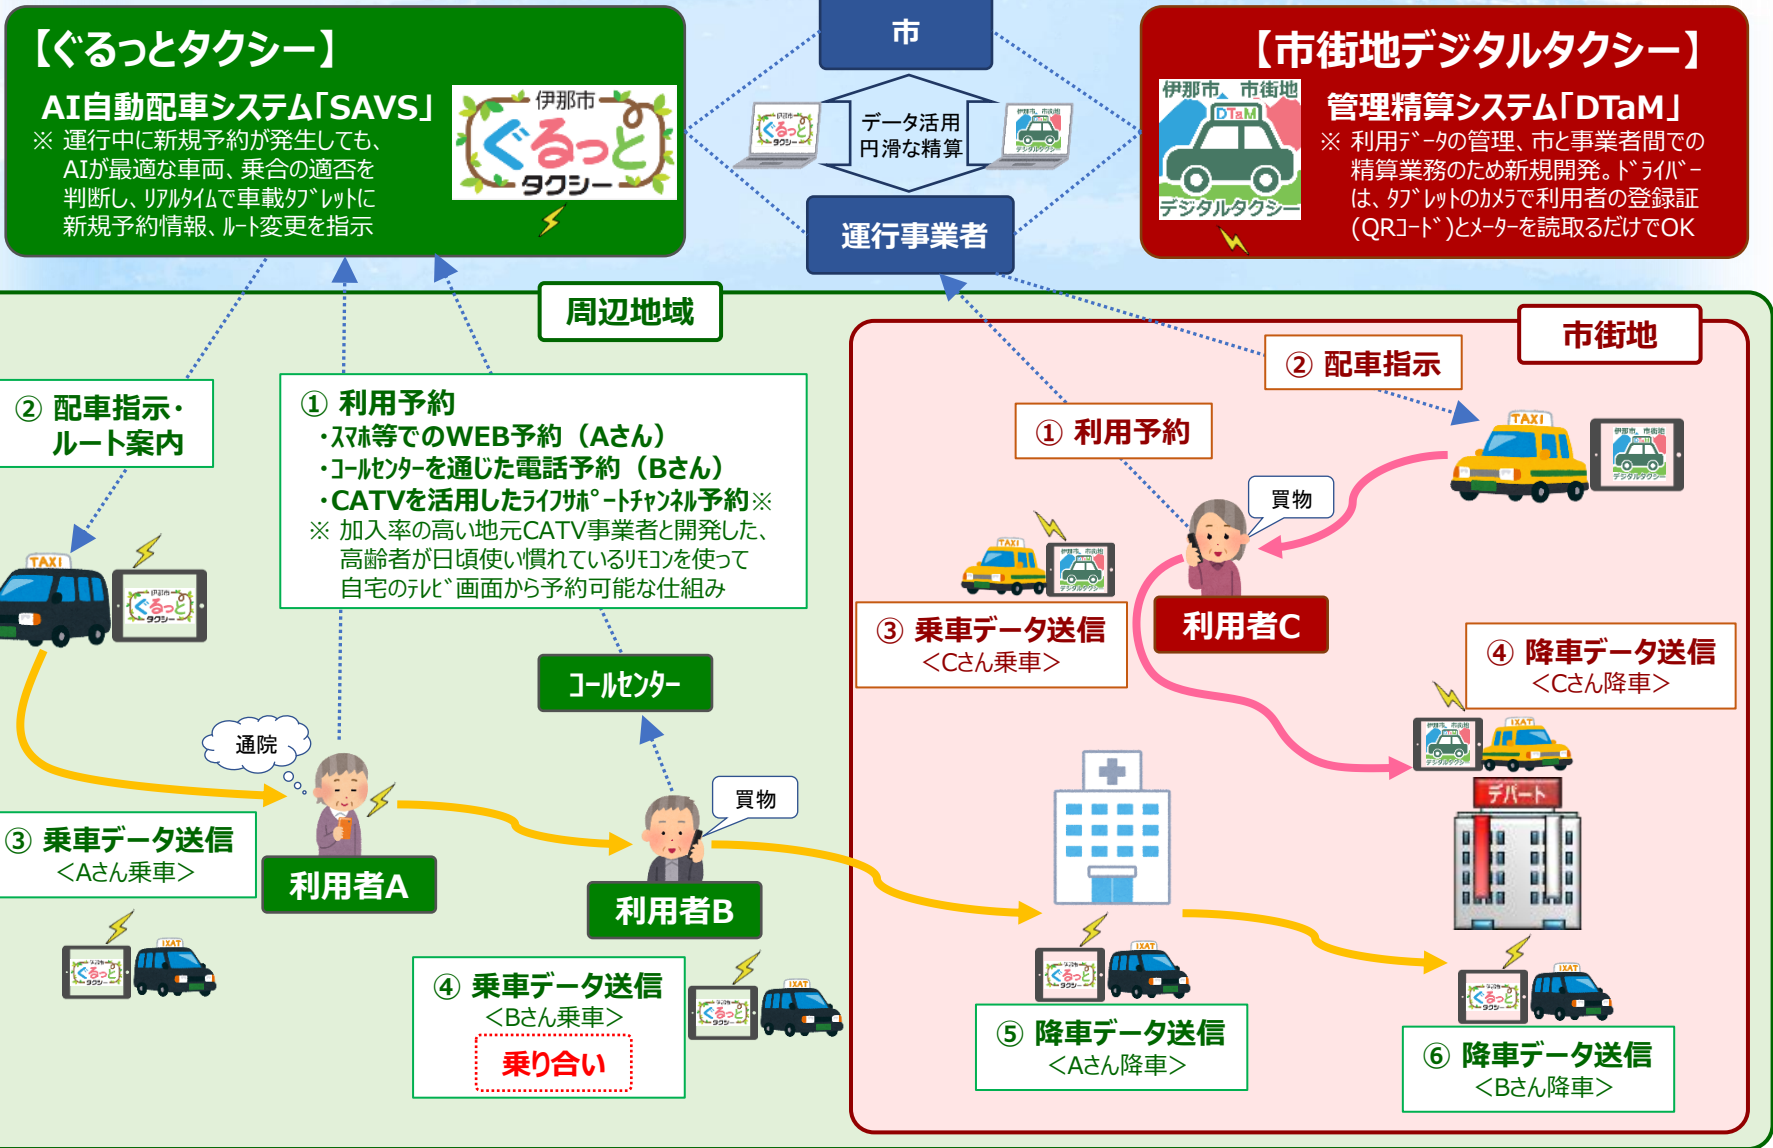 【ぐるっとタクシー】
AI自動配車システム｢SAVS｣
※ 運行中に新規予約が発生しても、
AIが最適な車両、乗合の適否を
判断し、ﾘｱﾙﾀｲﾑで車載ﾀﾌﾞﾚｯﾄに
新規予約情報、ﾙｰﾄ変更を指示
伊那市
ぐるっと
タクシー
市
データ活用
円滑な精算
運行事業者
【市街地デジタルタクシー】
管理精算システム｢DTaM｣
※ 利用ﾃﾞｰﾀの管理、市と事業者間での
精算業務のため新規開発。ﾄﾞﾗｲﾊﾞｰ
は、ﾀﾌﾞﾚｯﾄのｶﾒﾗで利用者の登録証
(QRｺｰﾄﾞ)とメーターを読取るだけでOK
伊那市 市街地
DTaM
デジタルタクシー
周辺地域
市街地
② 配車指示・
ルート案内
① 利用予約
・ｽﾏﾎ等でのWEB予約（Aさん）
・ｺｰﾙｾﾝﾀｰを通じた電話予約（Bさん）
・CATVを活用したﾗｲﾌｻﾎﾟｰﾄﾁｬﾝﾈﾙ予約※
※ 加入率の高い地元CATV事業者と開発した、
高齢者が日頃使い慣れているﾘﾓｺﾝを使って
自宅のﾃﾚﾋﾞ画面から予約可能な仕組み
② 配車指示
① 利用予約
TAXI
買物
利用者C
③ 乗車データ送信
＜Cさん乗車＞
④ 降車データ送信
＜Cさん降車＞
TAXI
ｺｰﾙｾﾝﾀｰ
通院
③ 乗車データ送信
＜Aさん乗車＞
利用者A
買物
利用者B
デパート
④ 乗車データ送信
＜Bさん乗車＞
乗り合い
⑤ 降車データ送信
＜Aさん降車＞
⑥ 降車データ送信
＜Bさん降車＞